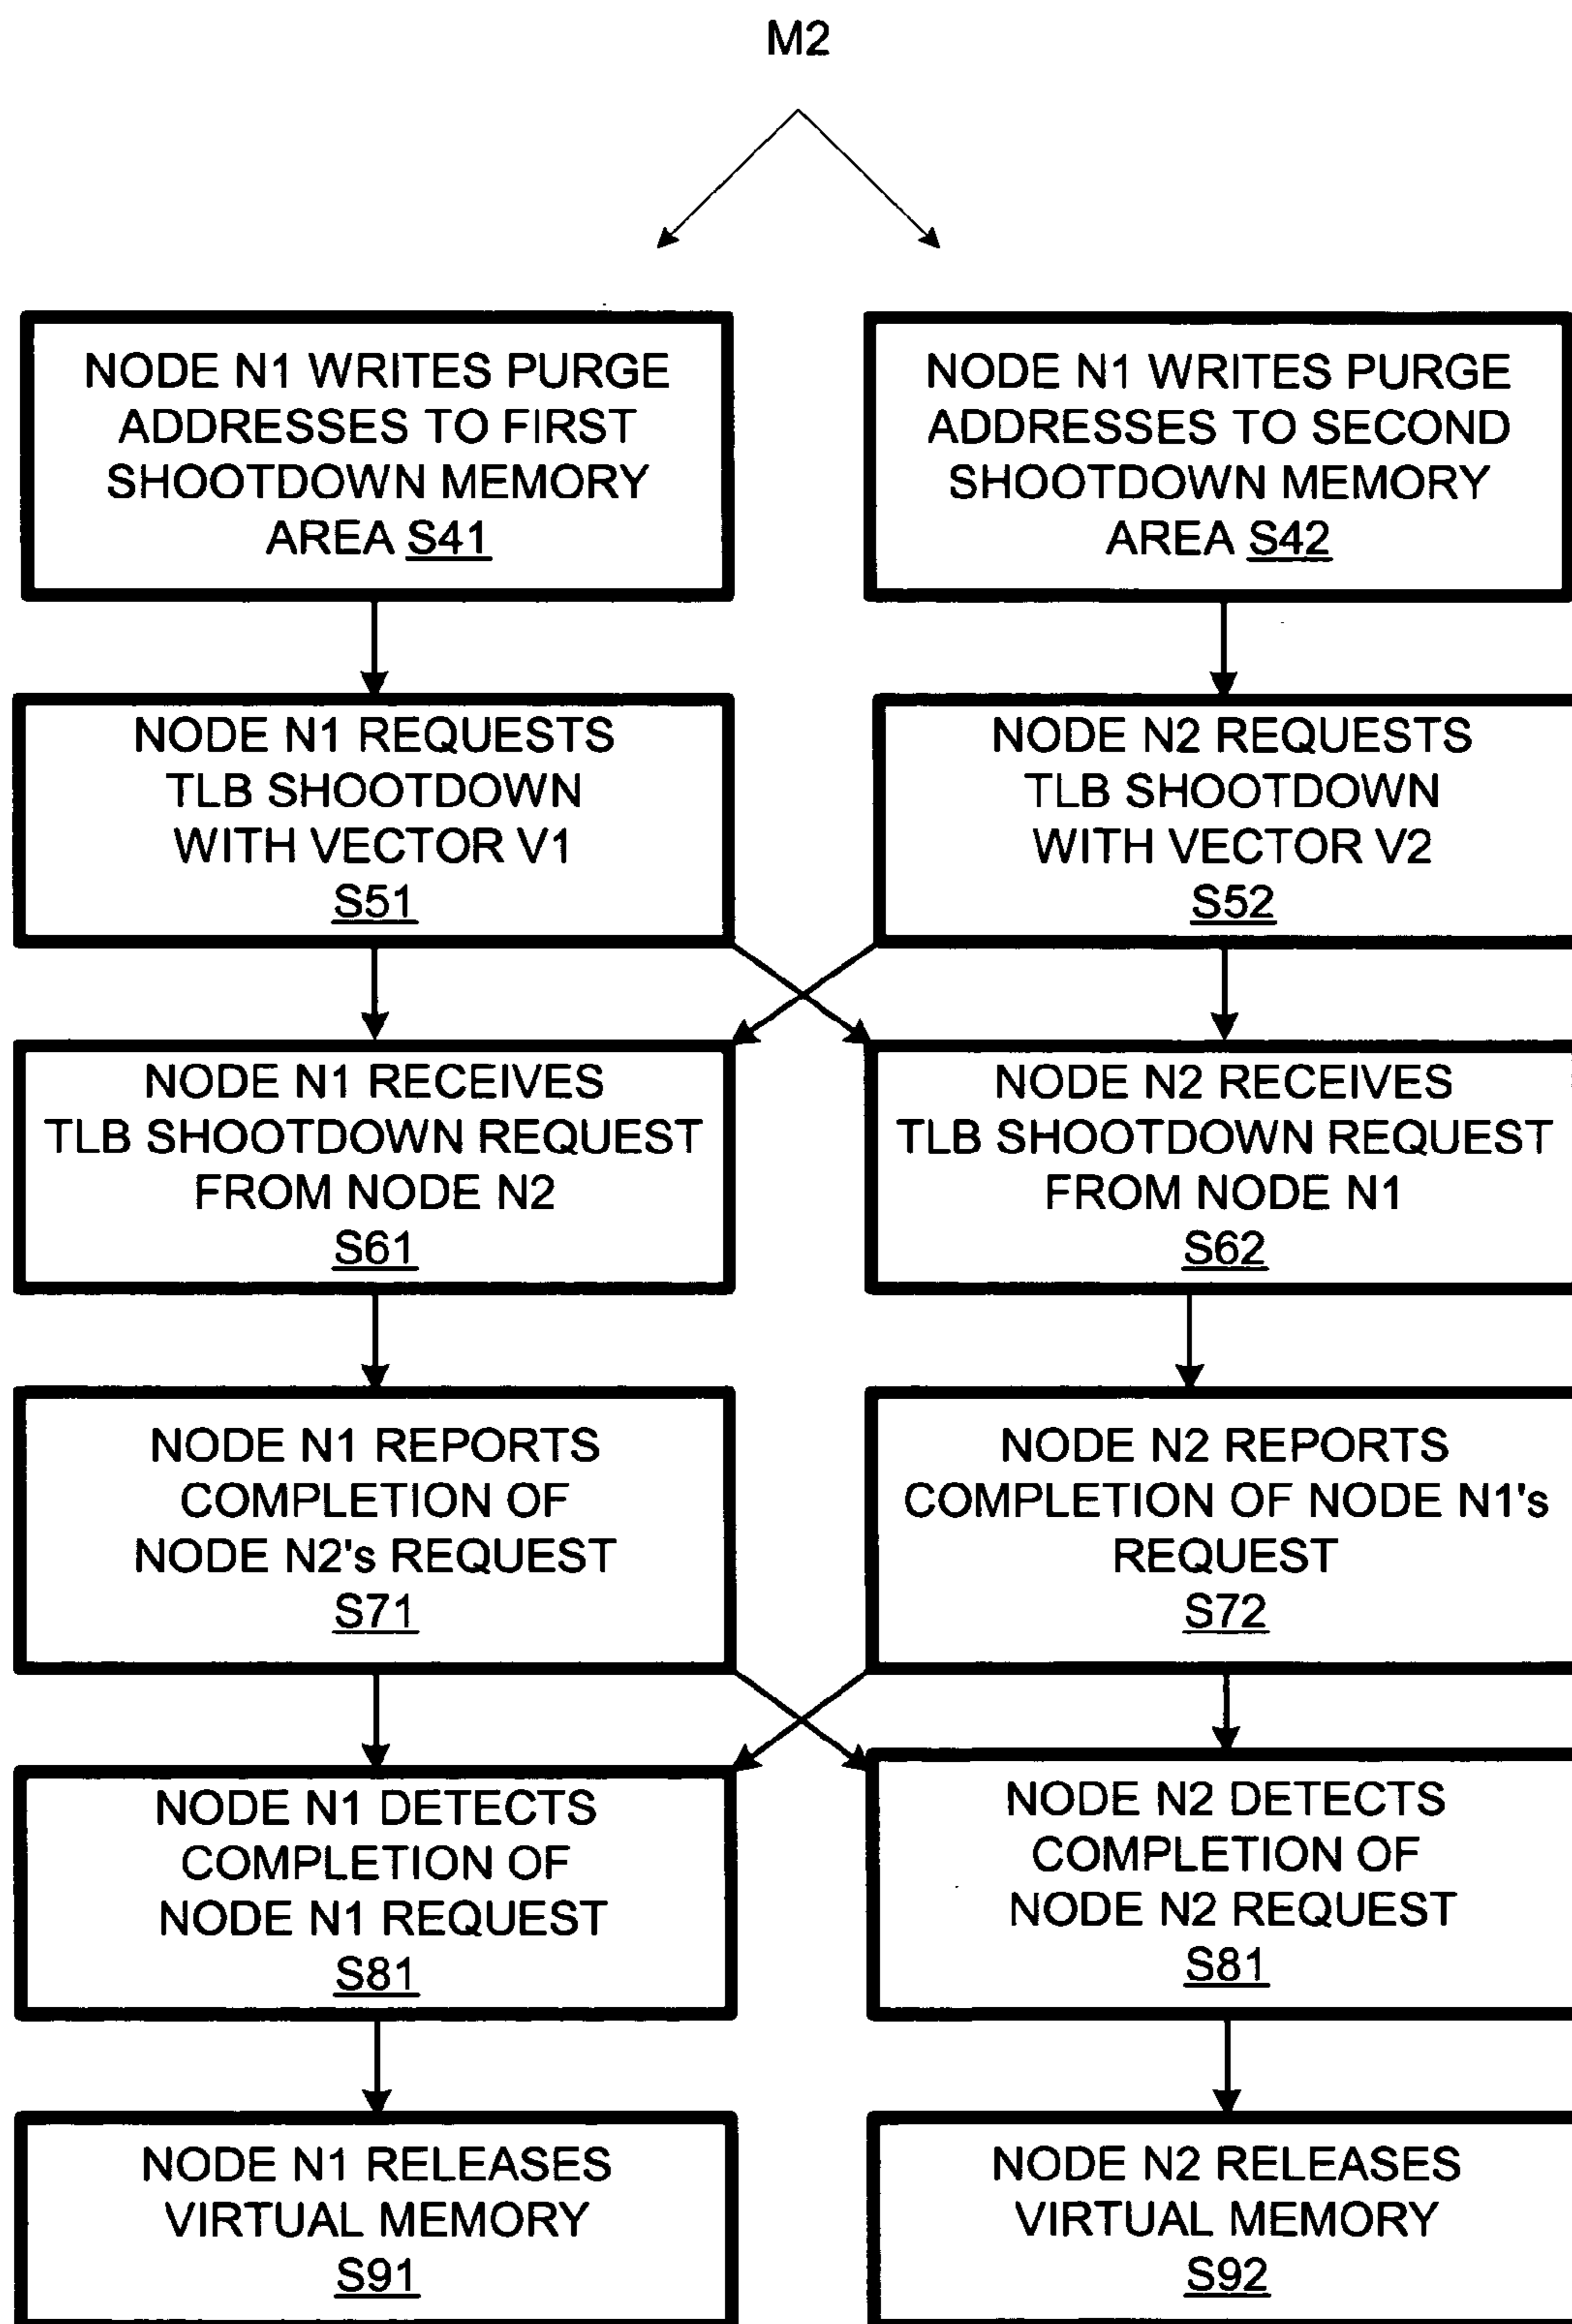 M2
NODE N1 WRITES PURGE
ADDRESSES TO FIRST
SHOOTDOWN MEMORY
AREA S41
NODE N1 WRITES PURGE
ADDRESSES TO SECOND
SHOOTDOWN MEMORY
AREA S42
NODE N1 REQUESTS
TLB SHOOTDOWN
WITH VECTOR V1
S51
NODE N2 REQUESTS
TLB SHOOTDOWN
WITH VECTOR V2
S52
NODE N1 RECEIVES
TLB SHOOTDOWN REQUEST
FROM NODE N2
S61
NODE N2 RECEIVES
TLB SHOOTDOWN REQUEST
FROM NODE N1
S62
NODE N1 REPORTS
COMPLETION OF
NODE N2's REQUEST
S71
NODE N2 REPORTS
COMPLETION OF NODE N1's
REQUEST
S72
NODE N1 DETECTS
COMPLETION OF
NODE N1 REQUEST
S81
NODE N2 DETECTS
COMPLETION OF
NODE N2 REQUEST
S81
NODE N1 RELEASES
VIRTUAL MEMORY
S91
NODE N2 RELEASES
VIRTUAL MEMORY
S92